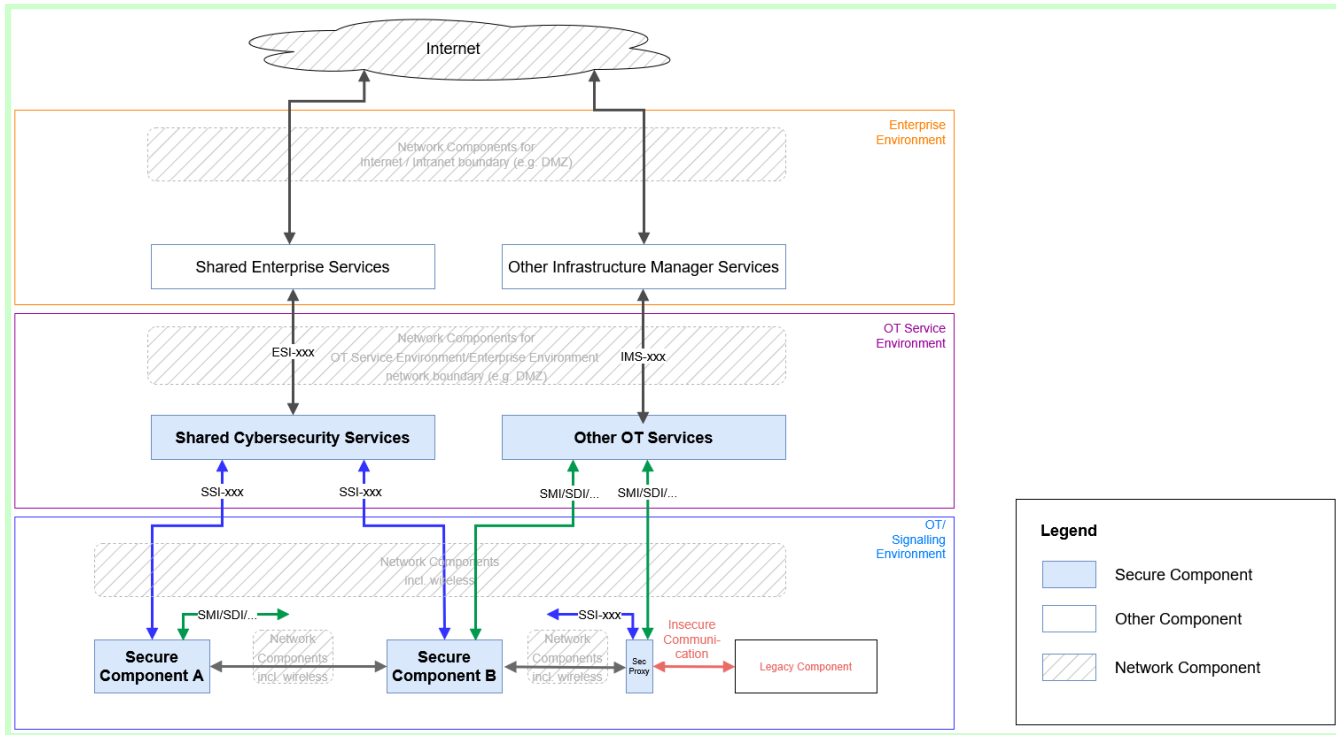 Internet
Enterprise
Environment
Network Components for
Internet / Intranet boundary (e.g. DMZ)
Shared Enterprise Services
Other Infrastructure Manager Services
OT Service
Environment
Network Components for
OT Service Environment/Enterprise Environment
network boundary (e.g. DMZ)
ESI-xxx
IMS-xxx
Shared Cybersecurity Services
Other OT Services
SSI-xxx
SSI-xxx
SMI/SDI/...
SMI/SDI/...
OT/
Signalling
Environment
Network Components
incl. wireless
SMI/SDI/...
SSI-xxx
Secure
Component A
Network
Components
incl. wireless
Secure
Component B
Network
Components
incl. wireless
Sec
Proxy
Insecure
Communi-
cation
Legacy Component
Legend
Secure Component
Other Component
Network Component